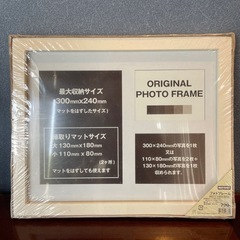 最大収納サイズ
300mm×240mm
(マットをはずしたサイズ)
ORIGINAL
PHOTO FRAME
窓取りマットサイズ
大 130mm×180mm
小 110mm×80mm
(2ヶ所)
マットをはずしても使えます
300×240mmの写真を1枚
又は
110×80mmの写真を2枚+
130×180mmの写真を1枚
収められます。